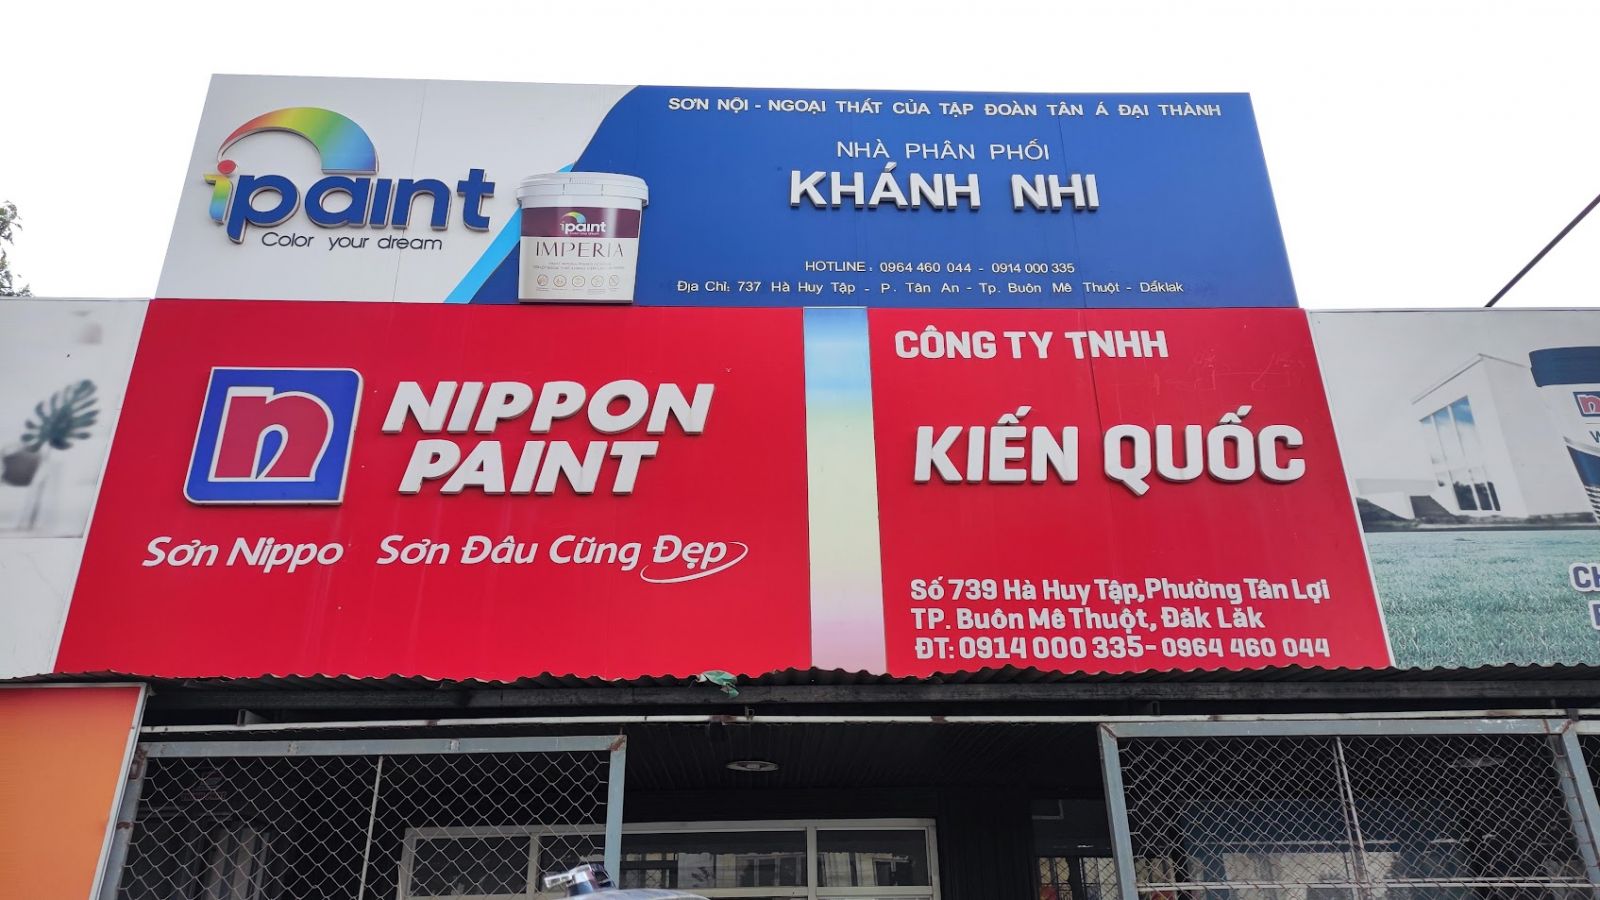 SƠN NỘI - NGOẠI THẤT CỦA TẬP ĐOÀN TÂN Á ĐẠI THÀNH
ipaint
Color your dream
ipaint
IMPERIA
NHÀ PHÂN PHỐI
KHÁNH NHI
HOTLINE: 0964 460 044 - 0914 000 335
Địa Chỉ: 737 Hà Huy Tập - P. Tân An - Tp. Buôn Mê Thuột - Dắklak
n
NIPPON
PAINT
Sơn Nippo Sơn Đâu Cũng Đẹp
CÔNG TY TNHH
KIẾN QUỐC
Số 739 Hà Huy Tập,Phường Tân Lợi
TP. Buôn Mê Thuột, Đăk Lăk
ĐT: 0914 000 335- 0964 460 044